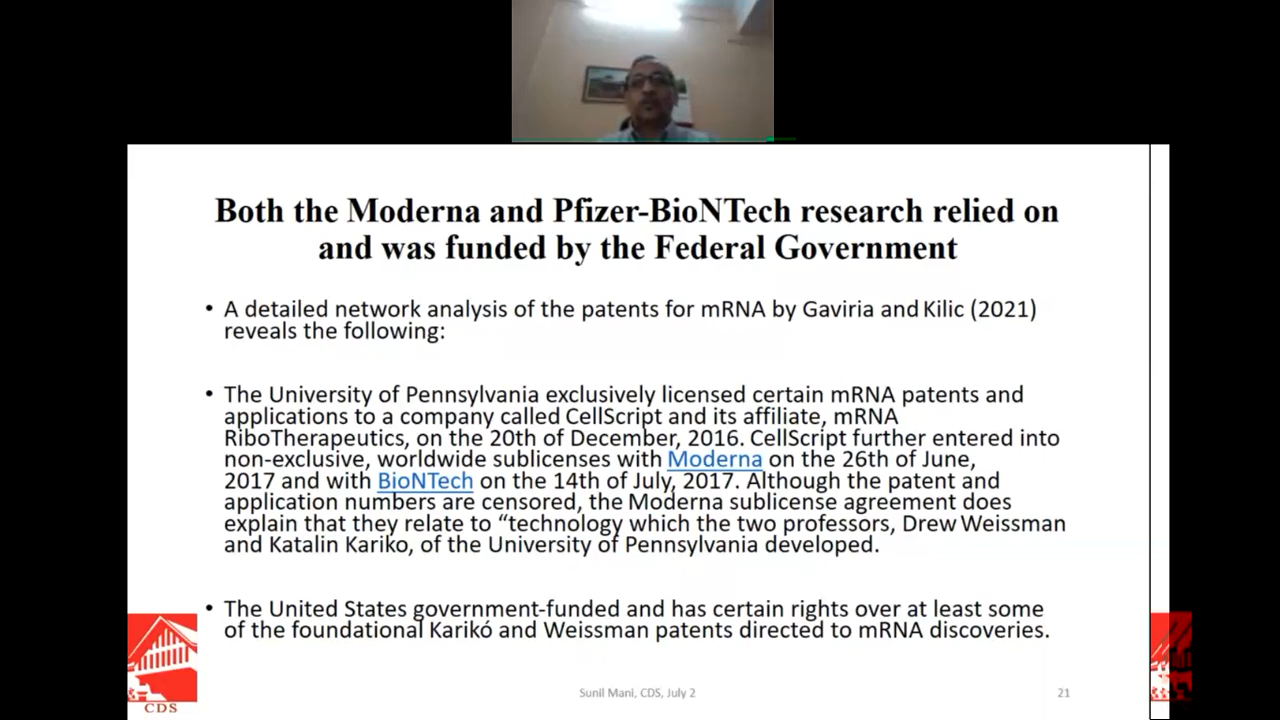 Both the Moderna and Pfizer-BioNTech research relied on
and was funded by the Federal Government
• A detailed network analysis of the patents for mRNA by Gaviria and Kilic (2021)
reveals the following:
• The University of Pennsylvania exclusively licensed certain mRNA patents and
applications to a company called CellScript and its affiliate, mRNA
RiboTherapeutics, on the 20th of December, 2016. CellScript further entered into
non-exclusive, worldwide sublicenses with Moderna on the 26th of June,
2017 and with BioNTech on the 14th of July, 2017. Although the patent and
application numbers are censored, the Moderna sublicense agreement does
explain that they relate to “technology which the two professors, Drew Weissman
and Katalin Kariko, of the University of Pennsylvania developed.
• The United States government-funded and has certain rights over at least some
of the foundational Karikó and Weissman patents directed to mRNA discoveries.
CDS
Sunil Mani, CDS, July 2
21